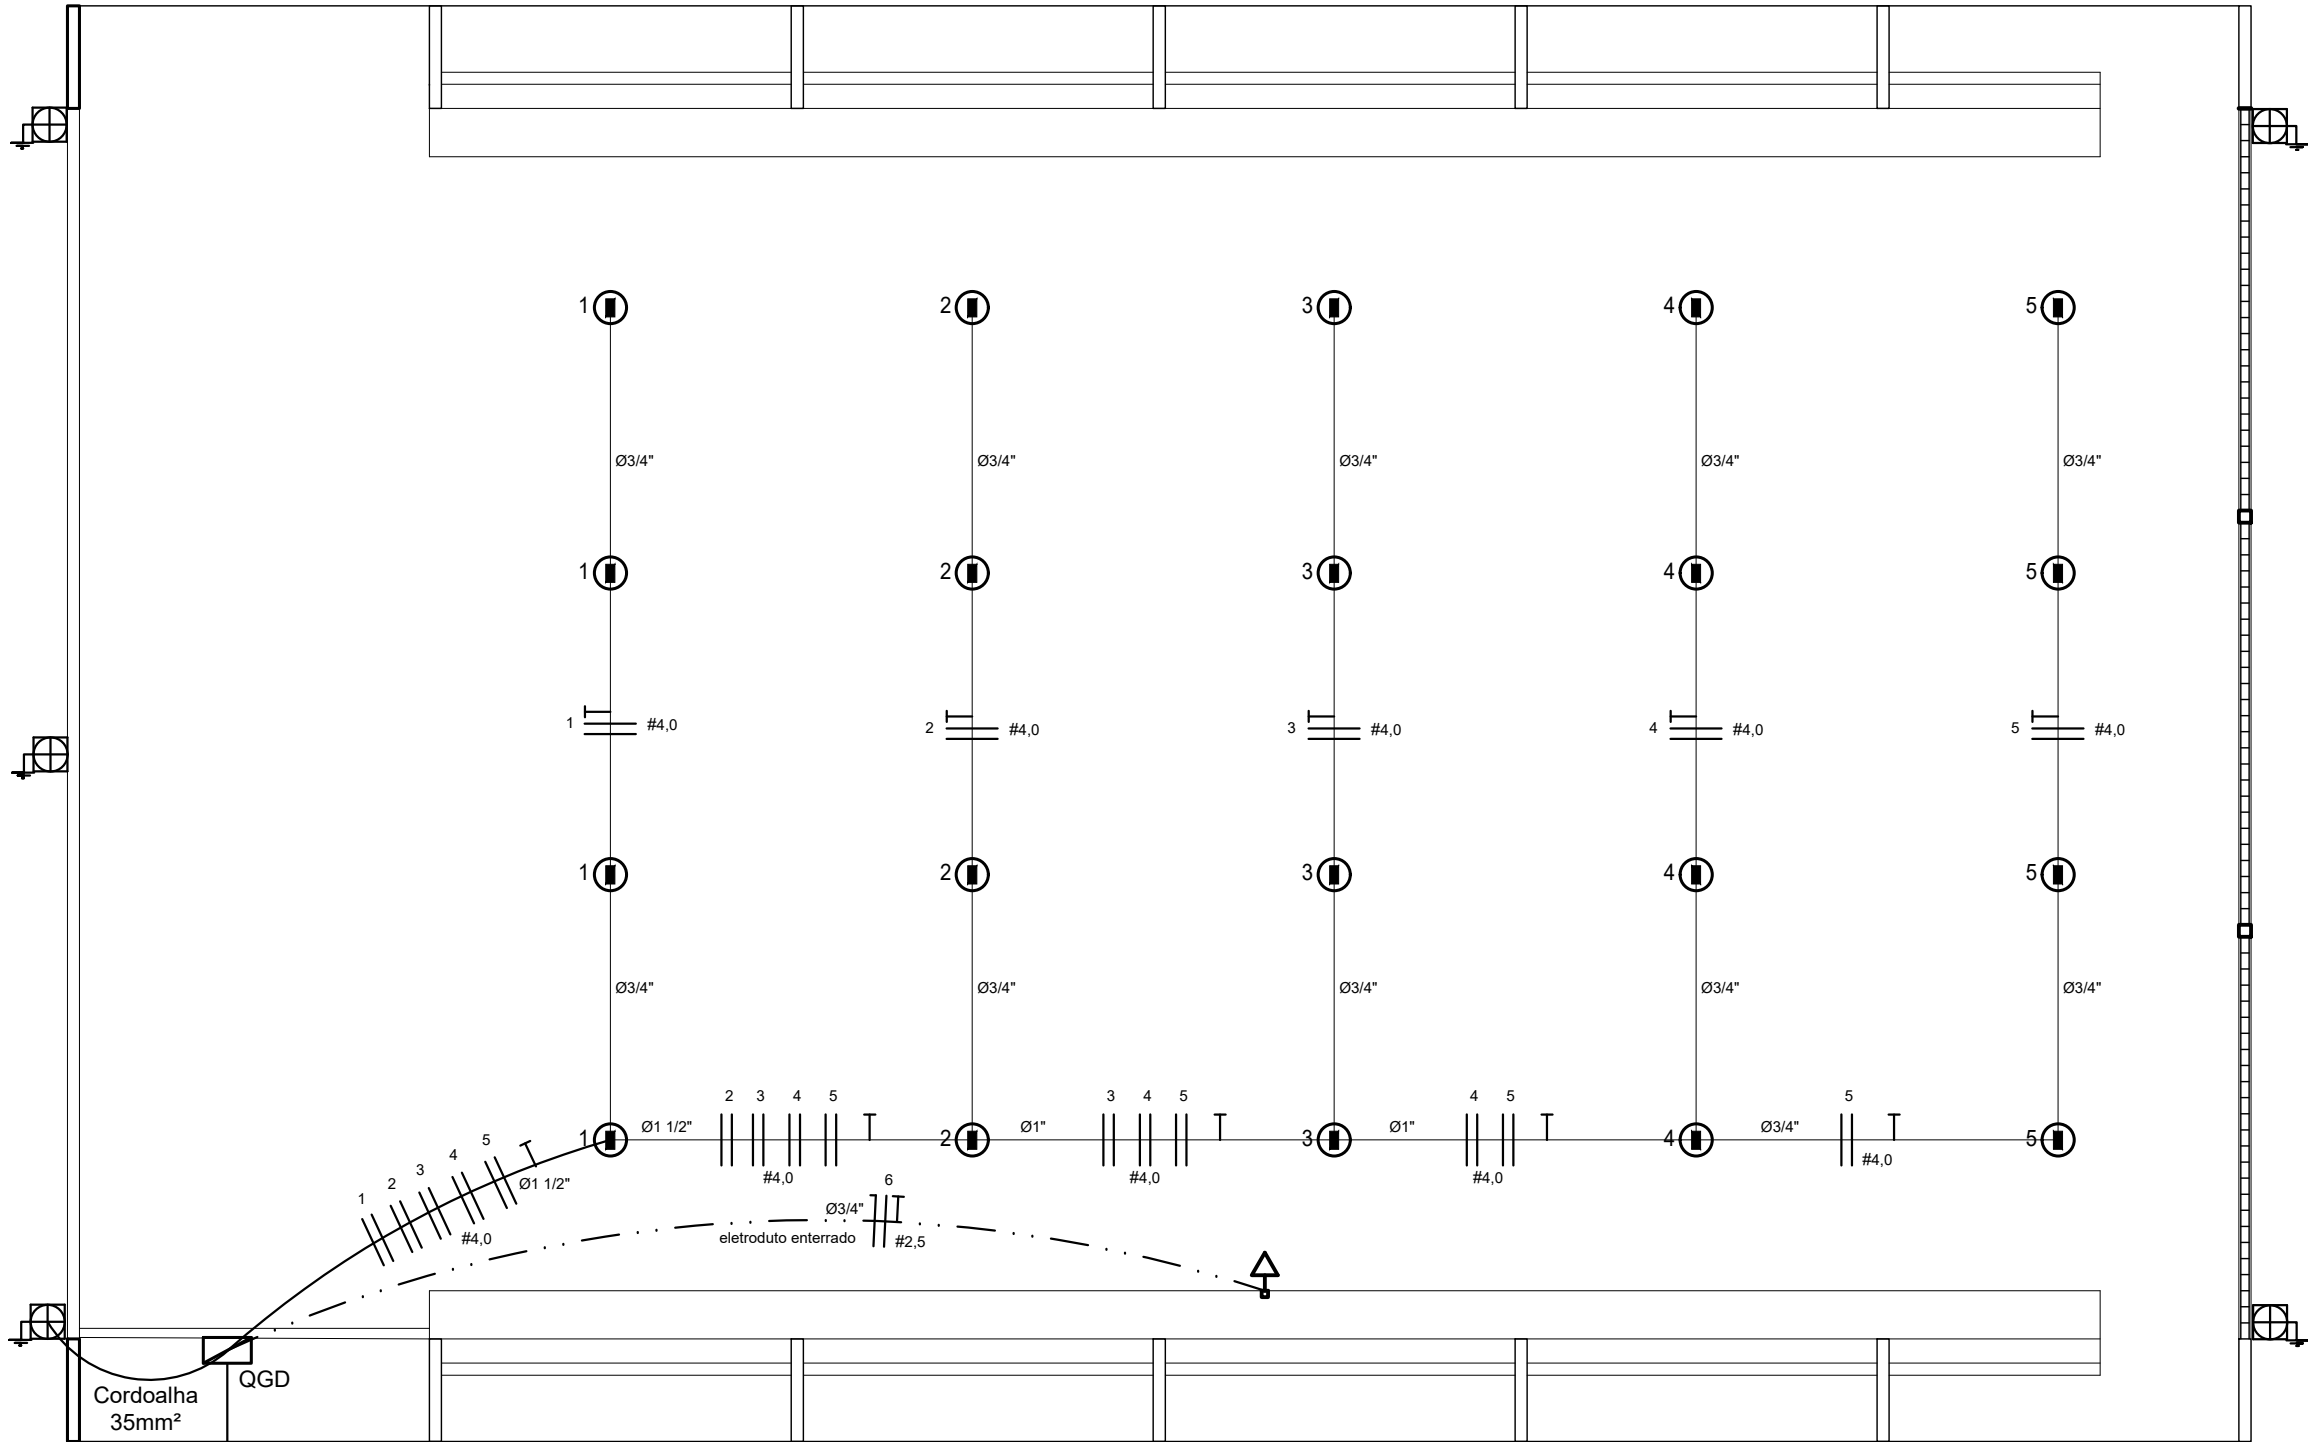 1 2 3 4 5
1 2 3 4 5
Ø3/4" Ø3/4" Ø3/4" Ø3/4" Ø3/4"
1 2 3 4 5
1 #4,0 2 #4,0 3 #4,0 4 #4,0 5 #4,0
1 2 3 4 5
Ø3/4" Ø3/4" Ø3/4" Ø3/4" Ø3/4"
2 3 4 5 3 4 5 4 5 5
1 Ø1 1/2" 2 Ø1" 3 Ø1" 4 Ø3/4" 5
#4,0 #4,0 #4,0 #4,0
1 2 3 4 5 Ø1 1/2"
#4,0
6
Ø3/4"
eletroduto enterrado #2,5
QGD
Cordoalha
35mm²